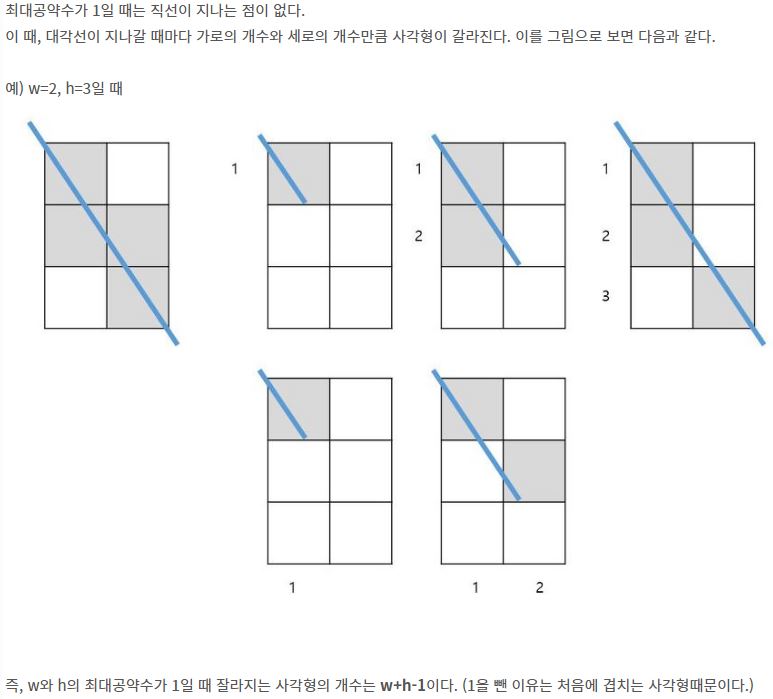 최대공약수가 1일 때는 직선이 지나는 점이 없다.
이 때, 대각선이 지나갈 때마다 가로의 개수와 세로의 개수만큼 사각형이 갈라진다. 이를 그림으로 보면 다음과 같다.
예) w=2, h=3일 때
1 1 1
2 2
3
1 1 2
즉, w와 h의 최대공약수가 1일 때 잘라지는 사각형의 개수는 w+h-1이다. (1을 뺀 이유는 처음에 겹치는 사각형때문이다.)